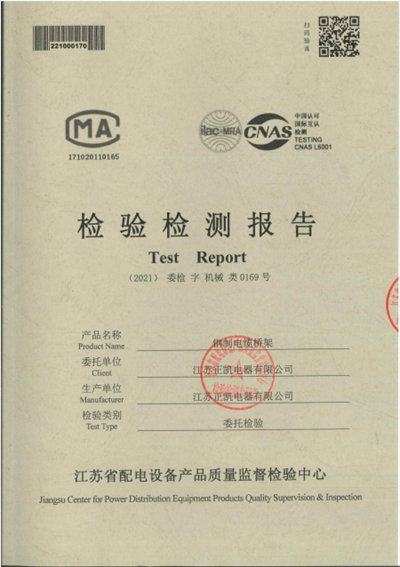 221000170
扫码验真
MA
171020110165
ilac-MRA
CNAS
中国认可
国际互认
检测
TESTING
CNAS L6001
检验检测报告
Test Report
（2021） 委检 字 机械 类 0169 号
产品名称
Product Name
钢制电缆桥架
委托单位
Client
江苏正凯电器有限公司
生产单位
Manufacturer
江苏正凯电器有限公司
检验类别
Test Type
委托检验
江苏省配电设备产品质量监督检验中心
Jiangsu Center for Power Distribution Equipment Products Quality Supervision & Inspection